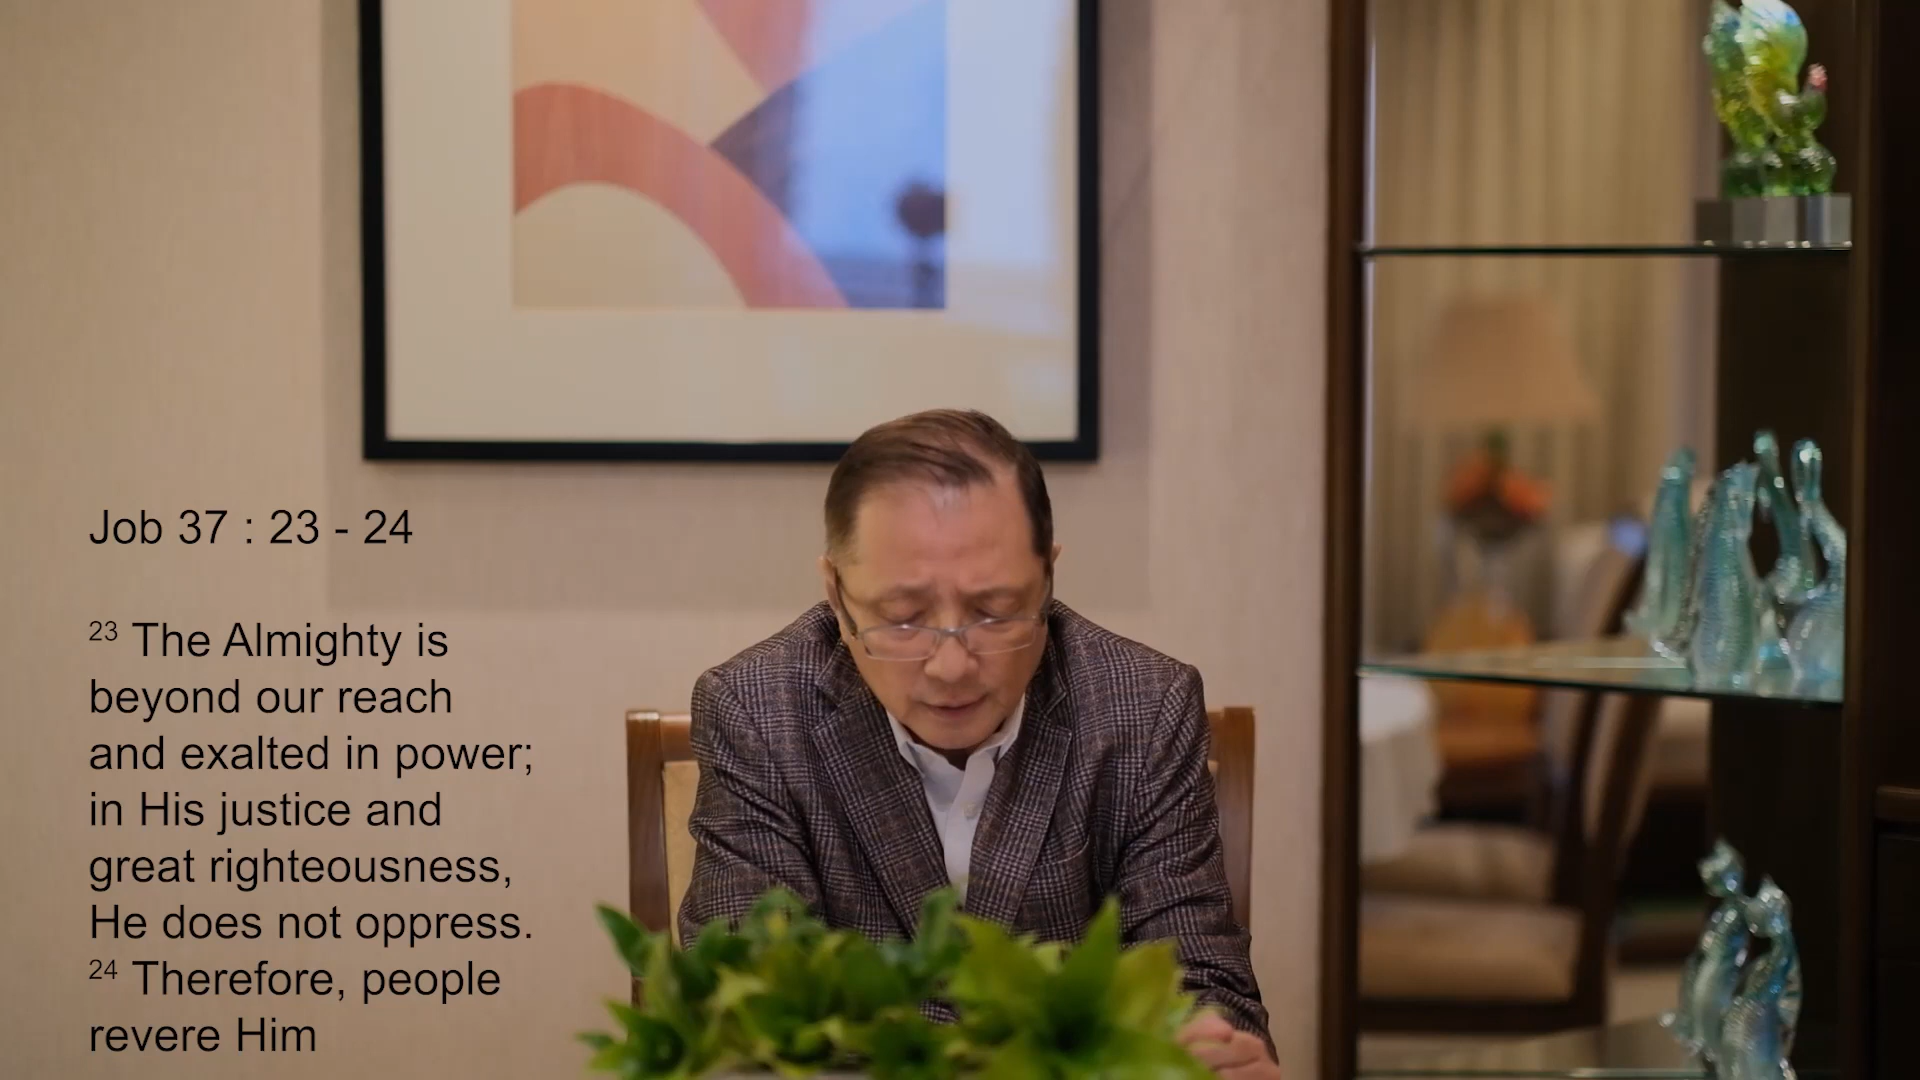 Job 37 : 23 - 24
23 The Almighty is
beyond our reach
and exalted in power;
in His justice and
great righteousness,
He does not oppress.
24 Therefore, people
revere Him